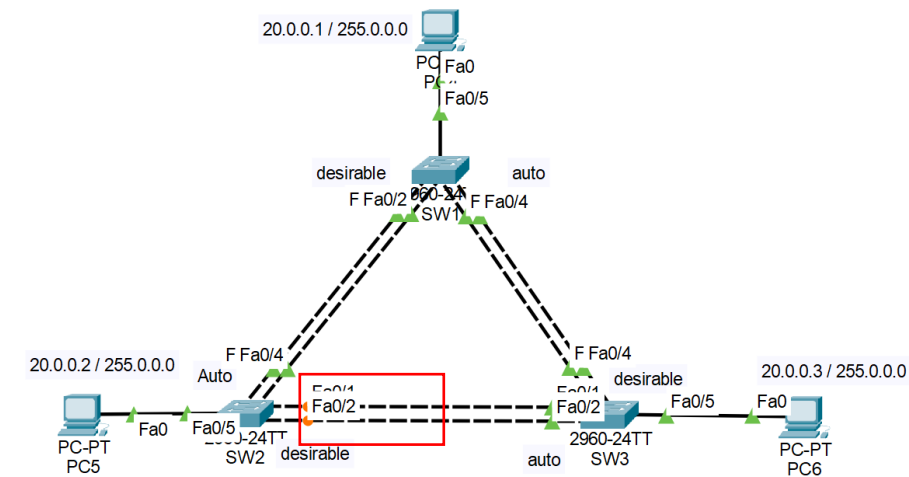 20.0.0.1 / 255.0.0.0
Fa0
Fa0/5
desirable
auto
F Fa0/2
F Fa0/4
SW1
F Fa0/4
F Fa0/4
20.0.0.2 / 255.0.0.0
Auto
desirable
20.0.0.3 / 255.0.0.0
Fa0/2
Fa0/2
Fa0/5
Fa0
Fa0
Fa0/5
PC-PT
PC5
SW2
desirable
auto
2960-24TT
SW3
PC-PT
PC6